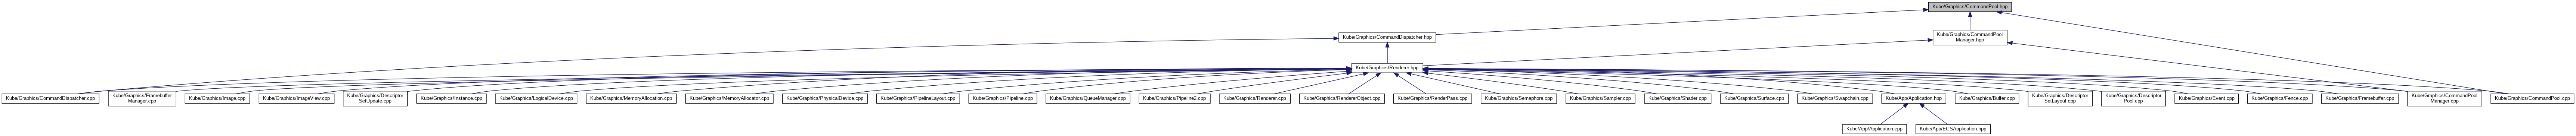 Kube/Graphics/CommandPool.hpp
Kube/Graphics/CommandDispatcher.hpp
Kube/Graphics/CommandPool
Manager.hpp
Kube/Graphics/Renderer.hpp
Kube/Graphics/CommandDispatcher.cpp
Kube/Graphics/Framebuffer
Manager.cpp
Kube/Graphics/Image.cpp
Kube/Graphics/ImageView.cpp
Kube/Graphics/Descriptor
SetUpdate.cpp
Kube/Graphics/Instance.cpp
Kube/Graphics/LogicalDevice.cpp
Kube/Graphics/MemoryAllocation.cpp
Kube/Graphics/MemoryAllocator.cpp
Kube/Graphics/PhysicalDevice.cpp
Kube/Graphics/PipelineLayout.cpp
Kube/Graphics/Pipeline.cpp
Kube/Graphics/QueueManager.cpp
Kube/Graphics/Pipeline2.cpp
Kube/Graphics/Renderer.cpp
Kube/Graphics/RendererObject.cpp
Kube/Graphics/RenderPass.cpp
Kube/Graphics/Semaphore.cpp
Kube/Graphics/Sampler.cpp
Kube/Graphics/Shader.cpp
Kube/Graphics/Surface.cpp
Kube/Graphics/Swapchain.cpp
Kube/App/Application.hpp
Kube/Graphics/Buffer.cpp
Kube/Graphics/Descriptor
SetLayout.cpp
Kube/Graphics/Descriptor
Pool.cpp
Kube/Graphics/Event.cpp
Kube/Graphics/Fence.cpp
Kube/Graphics/Framebuffer.cpp
Kube/Graphics/CommandPool
Manager.cpp
Kube/Graphics/CommandPool.cpp
Kube/App/Application.cpp
Kube/App/ECSApplication.hpp